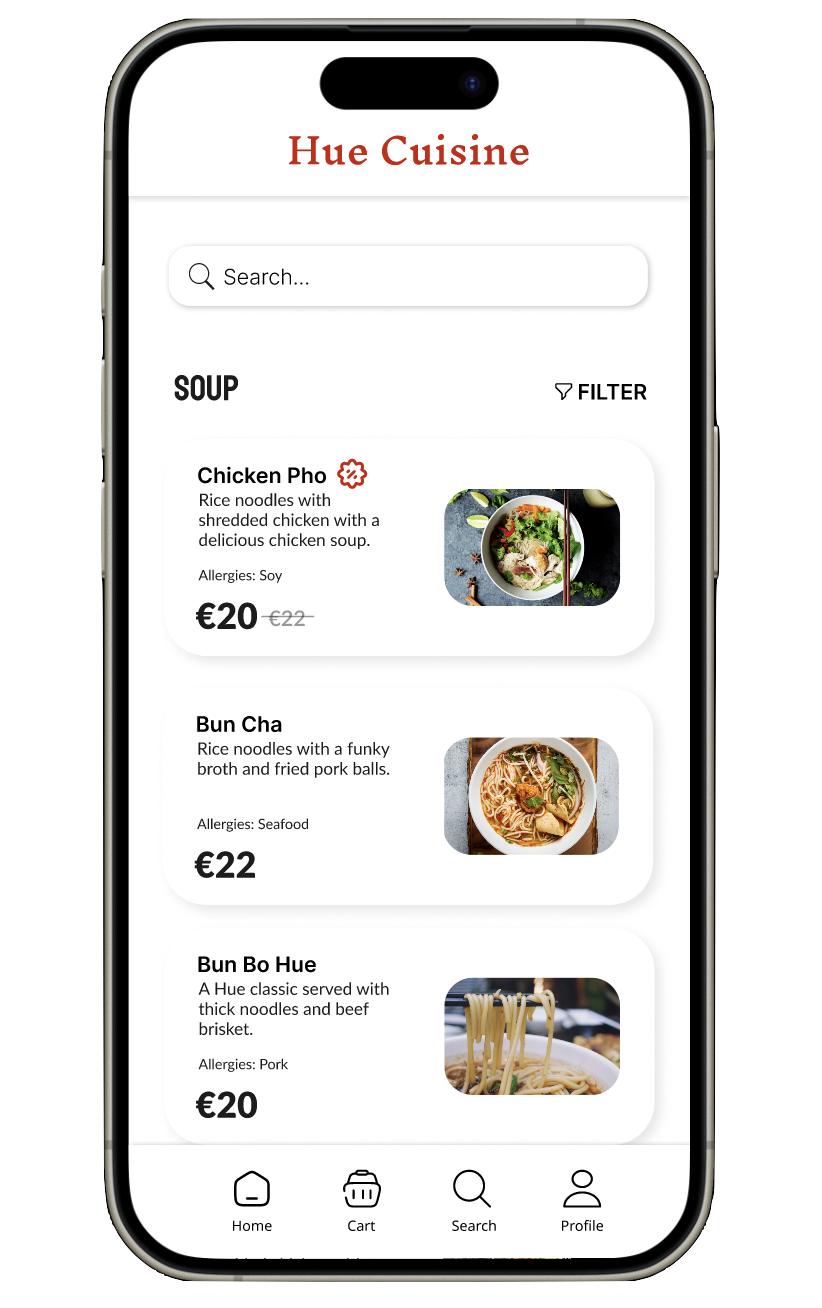 Hue Cuisine
Search...
SOUP
FILTER
Chicken Pho
Rice noodles with
shredded chicken with a
delicious chicken soup.
Allergies: Soy
€20 €22
Bun Cha
Rice noodles with a funky
broth and fried pork balls.
Allergies: Seafood
€22
Bun Bo Hue
A Hue classic served with
thick noodles and beef
brisket.
Allergies: Pork
€20
Home
Cart
Search
Profile